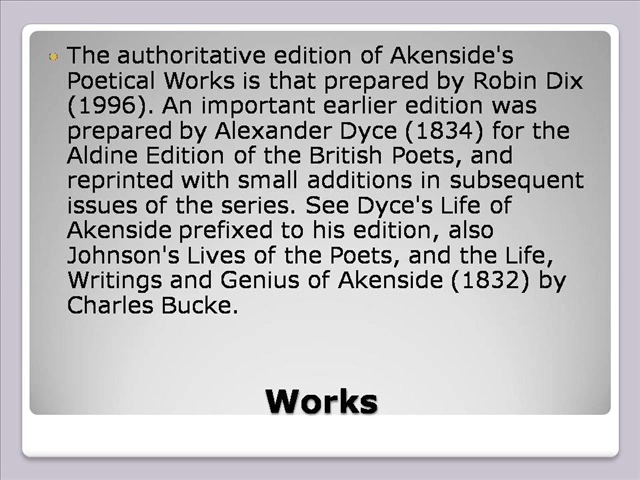 The authoritative edition of Akenside's
Poetical Works is that prepared by Robin Dix
(1996). An important earlier edition was
prepared by Alexander Dyce (1834) for the
Aldine Edition of the British Poets, and
reprinted with small additions in subsequent
issues of the series. See Dyce's Life of
Akenside prefixed to his edition, also
Johnson's Lives of the Poets, and the Life,
Writings and Genius of Akenside (1832) by
Charles Bucke.
Works